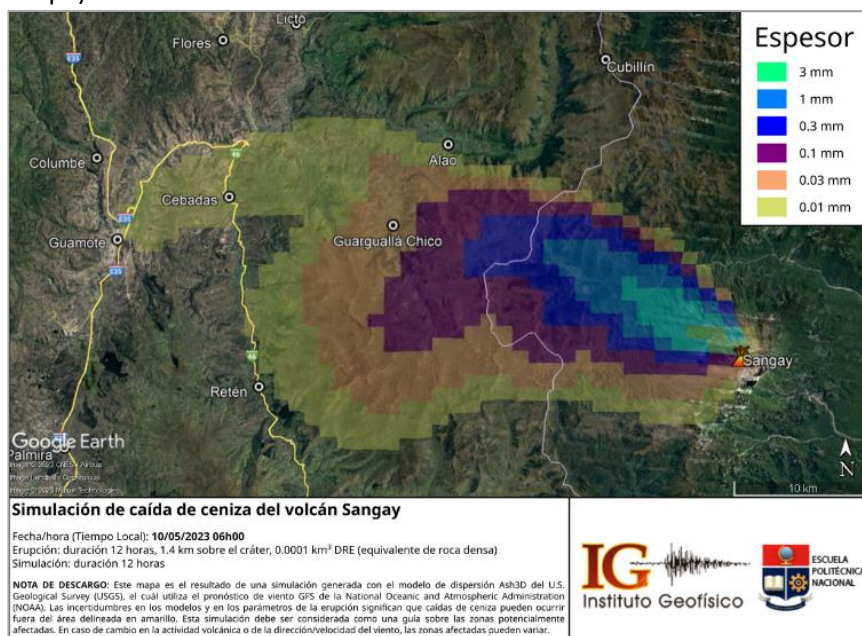 Licto
Flores
Cubillín
Espesor
3 mm
1 mm
0.3 mm
0.1 mm
0.03 mm
0.01 mm
E35
Columbe
Alao
46
Cebadas
E35
Guamote
Guarguallá Chico
E35
Sangay
46
Retén
Google Earth
Palmira
N
10 km
Simulación de caída de ceniza del volcán Sangay
Fecha/hora (Tiempo Local): 10/05/2023 06h00
Erupción: duración 12 horas, 1.4 km sobre el cráter, 0.0001 km³ DRE (equivalente de roca densa)
Simulación: duración 12 horas
NOTA DE DESCARGO: Este mapa es el resultado de una simulación generada con el modelo de dispersión Ash3D del U.S.
Geological Survey (USGS), el cuál utiliza el pronóstico de viento GFS de la National Oceanic and Atmospheric Administration
(NOAA). Las incertidumbres en los modelos y en los parámetros de la erupción significan que caídas de ceniza pueden ocurrir
fuera del área delineada en amarillo. Esta simulación debe ser considerada como una guía sobre las zonas potencialmente
afectadas. En caso de cambio en la actividad volcánica o de la dirección/velocidad del viento, las zonas afectadas pueden variar.
IG
Instituto Geofísico
ESCUELA
POLITÉCNICA
NACIONAL